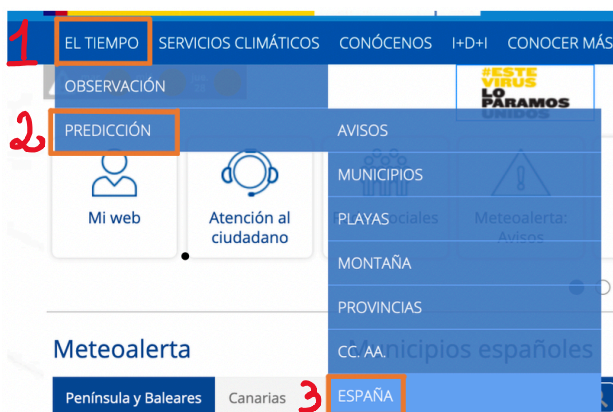 1 EL TIEMPO SERVICIOS CLIMÁTICOS CONÓCENOS I+D+I CONOCER MÁS
OBSERVACIÓN
#ESTE
VIRUS
LO
PARAMOS
UNIDOS
2 PREDICCIÓN
AVISOS
MUNICIPIOS
PLAYAS
MONTAÑA
PROVINCIAS
CC. AA.
3 ESPAÑA
Mi web
Atención al
ciudadano
Meteoalerta:
Avisos
Meteoalerta
Municipios españoles
Península y Baleares Canarias